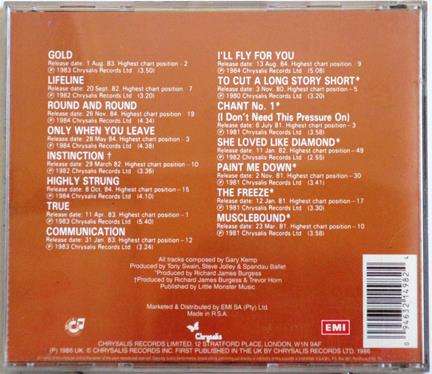 GOLD
Release date: 1 Aug. 83. Highest chart position - 2
℗ 1983 Chrysalis Records Ltd (3.50)
LIFELINE
Release date: 20 Sept. 82. Highest chart position 7
℗ 1982 Chrysalis Records Ltd (3.20)
ROUND AND ROUND
Release date: 26 Nov. 84. Highest chart position 19
℗ 1984 Chrysalis Records Ltd (4.34)
ONLY WHEN YOU LEAVE
Release date: 28 May 84. Highest chart position - 3
℗ 1984 Chrysalis Records Ltd (4.38)
INSTINCTION †
Release date: 29 March 82. Highest chart position - 10
℗ 1982 Chrysalis Records Ltd (3.36)
HIGHLY STRUNG
Release date: 8 Oct. 84. Highest chart position - 15
℗ 1984 Chrysalis Records Ltd (4.10)
TRUE
Release date: 11 Apr. 83. Highest chart position - 1
℗ 1983 Chrysalis Records Ltd (5.40)
COMMUNICATION
Release date: 31 Jan. 83. Highest chart position - 12
℗ 1983 Chrysalis Records Ltd (3.24)
I'LL FLY FOR YOU
Release date: 13 Aug. 84. Highest chart position 9
℗ 1984 Chrysalis Records Ltd (5.08)
TO CUT A LONG STORY SHORT*
Release date: 3 Nov. 80. Highest chart position - 5
℗ 1980 Chrysalis Records Ltd (3.20)
CHANT No. 1*
(I Don't Need This Pressure On)
Release date: 6 July 81. Highest chart position - 3
℗ 1981 Chrysalis Records Ltd (3.58)
SHE LOVED LIKE DIAMOND*
Release date: 11 Jan. 82. Highest chart position - 49
℗ 1982 Chrysalis Records Ltd (2.55)
PAINT ME DOWN*
Release date: 2 Nov. 81. Highest chart position - 30
℗ 1981 Chrysalis Records Ltd (3.41)
THE FREEZE*
Release date: 12 Jan. 81. Highest chart position - 17
℗ 1981 Chrysalis Records Ltd (3.30)
MUSCLEBOUND*
Release date: 23 Mar. 81. Highest chart position - 10
℗ 1981 Chrysalis Records Ltd (3.58)
All tracks composed by Gary Kemp
Produced by Tony Swain, Steve Jolley & Spandau Ballet
*Produced by Richard James Burgess
†Produced by Richard James Burgess & Trevor Horn
Published by Little Monster Music
Marketed & Distributed by EMI SA (Pty) Ltd.
Made in R.S.A.
Chrysalis
EMI
0 94632 14982 4
CHRYSALIS RECORDS LIMITED, 12 STRATFORD PLACE, LONDON, W1N 9AF
℗ 1986 UK © CHRYSALIS RECORDS INC. FIRST PUBLISHED IN THE UK BY CHRYSALIS RECORDS LTD. 1986